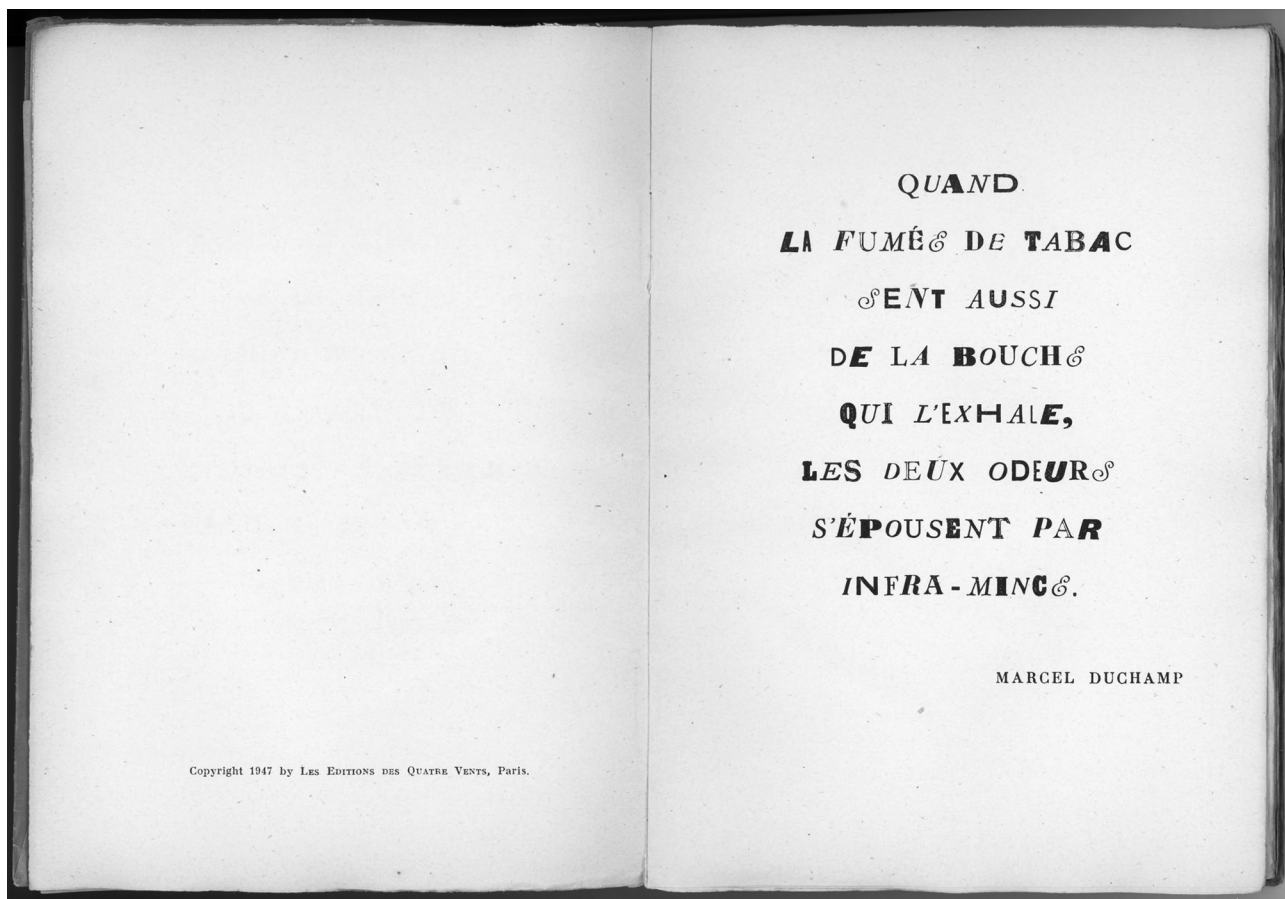 Copyright 1947 by LES EDITIONS DES QUATRE VENTS, Paris.
QUAND
LA FUMÉE DE TABAC
SENT AUSSI
DE LA BOUCHE
QUI L'EXHALE,
LES DEUX ODEURS
S'ÉPOUSENT PAR
INFRA-MINCE.
MARCEL DUCHAMP